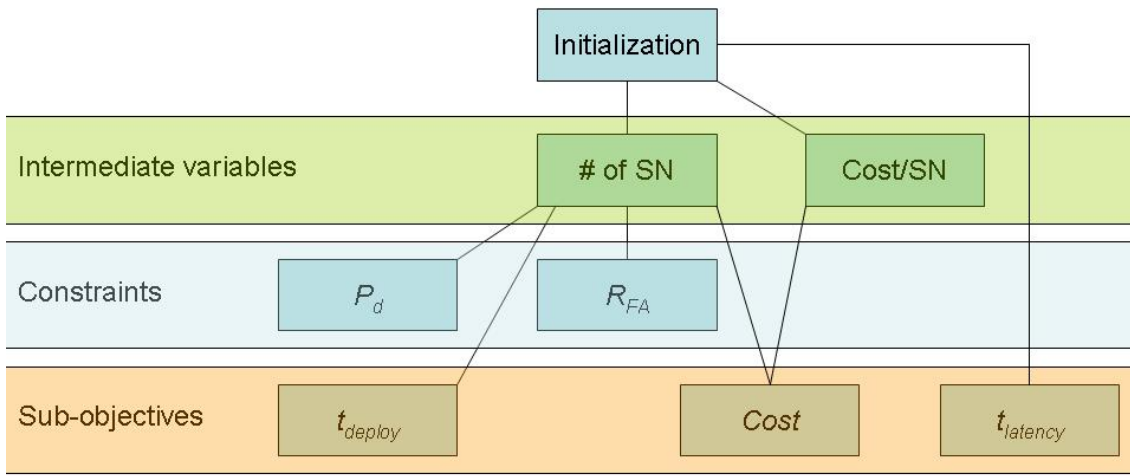 Initialization
Intermediate variables
# of SN
Cost/SN
Constraints
P_d
R_FA
Sub-objectives
t_deploy
Cost
t_latency